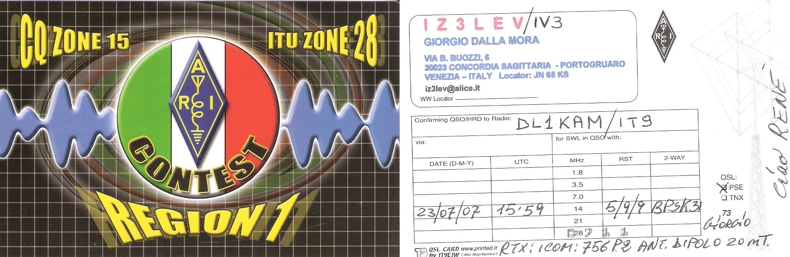 CQ ZONE 15
ITU ZONE 28
A
R I
CONTEST
REGION 1
IZ3LEV/IV3
GIORGIO DALLA MORA
VIA B. BUOZZI, 6
30023 CONCORDIA SAGITTARIA - PORTOGRUARO
VENEZIA – ITALY Locator: JN 65 KS
iz3lev@alice.it
WW Locator
Confirming QSO/HRD to Radio: DL1KAM/IT9
via: for SWL in QSO with:
DATE (D-M-Y) UTC MHz RST 2-WAY
1.8
3.5
7.0
23/07/07 15:59 14 5/9/9 BPSK31
21
28
QSL:
PSE
TNX
73
Giorgio
Ciao RENÉ
QSL CARD www.printed.it
by IT9EJW
RTX: ICOM: 756P2 ANT. DIPOLO 20 MT.